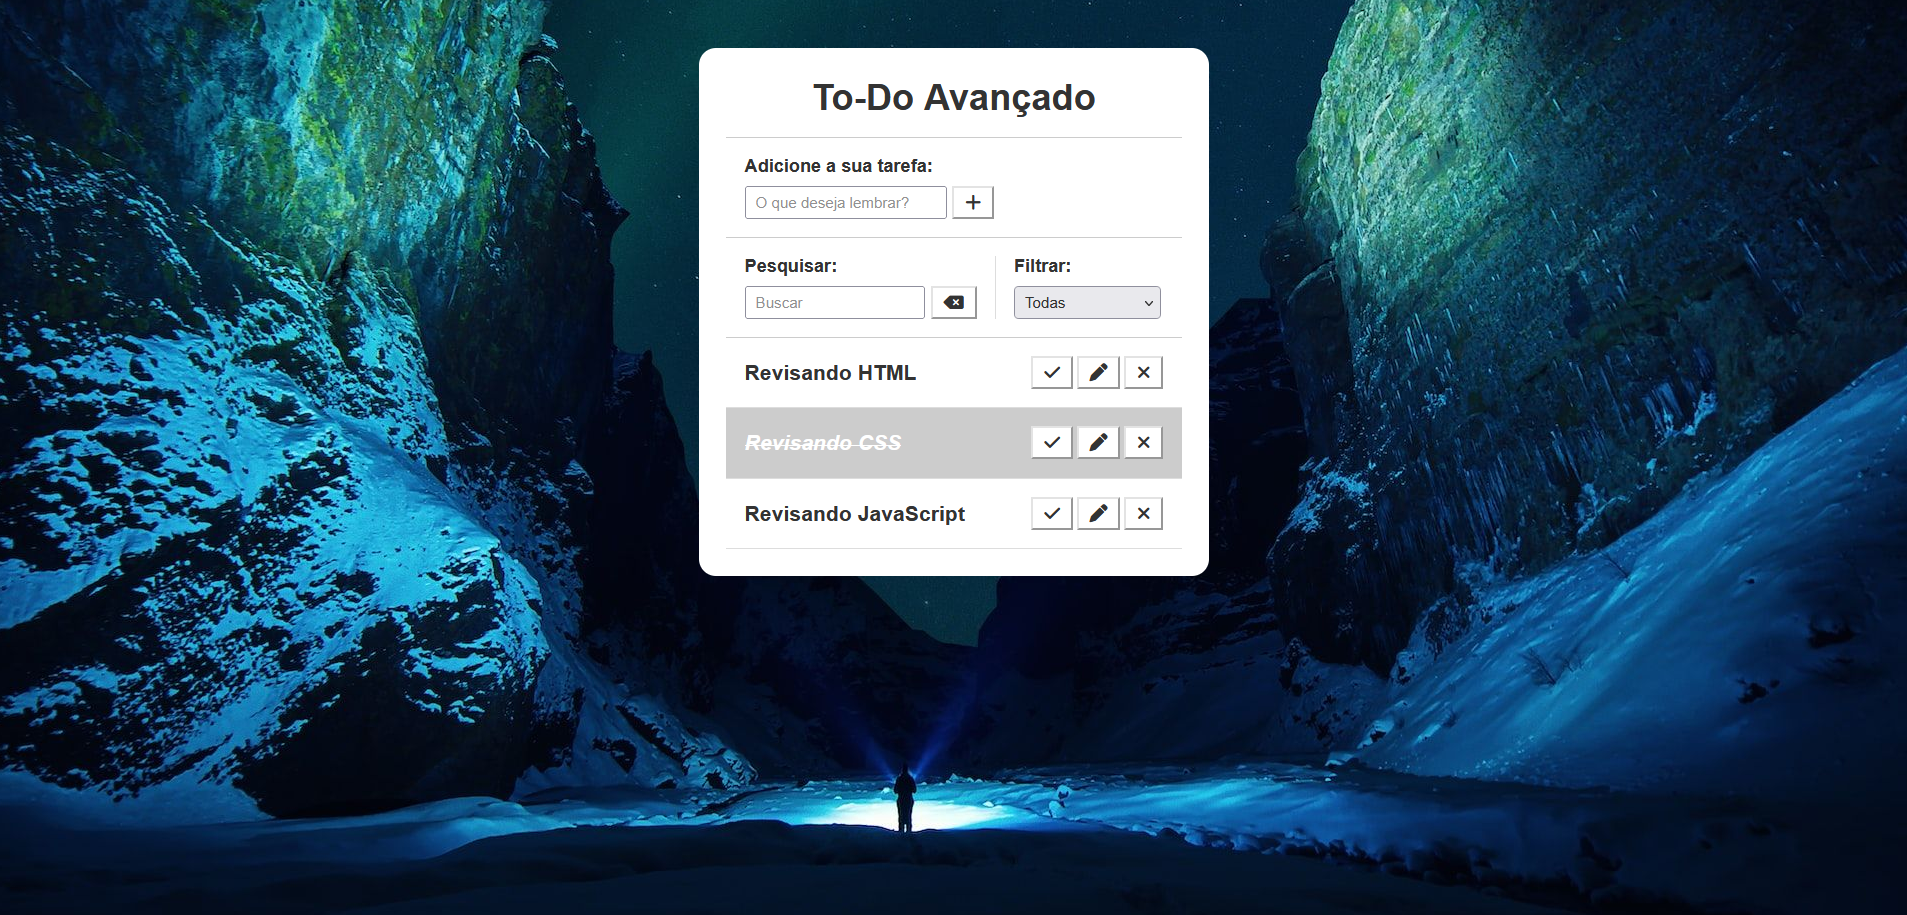 To-Do Avançado
Adicione a sua tarefa:
O que deseja lembrar?
Pesquisar:
Filtrar:
Buscar
Todas
Revisando HTML
Revisando CSS
Revisando JavaScript